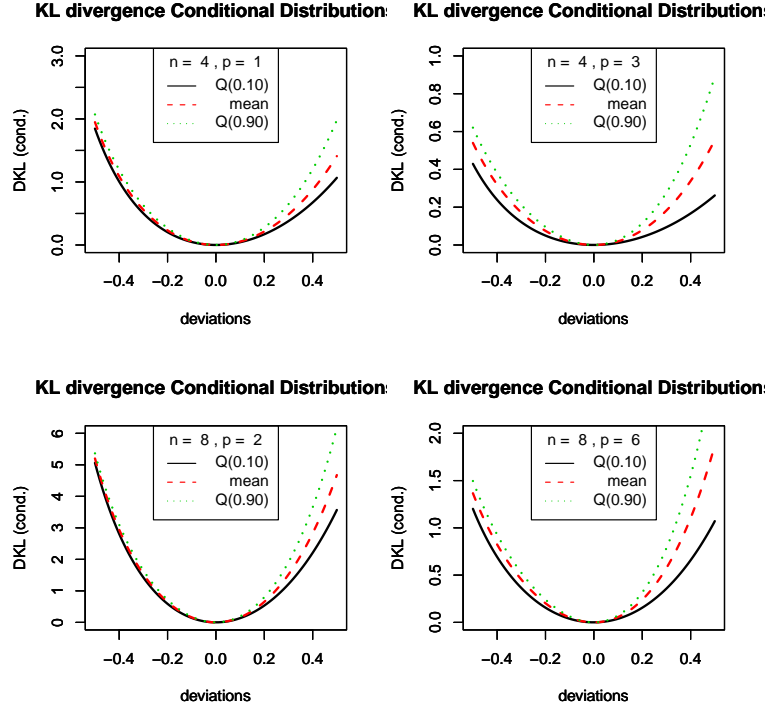 KL divergence Conditional Distributions
3.0
2.0
1.0
0.0
DKL (cond.)
n = 4 , p = 1
Q(0.10)
mean
Q(0.90)
−0.4 −0.2 0.0 0.2 0.4
deviations
KL divergence Conditional Distributions
1.0
0.8
0.6
0.4
0.2
0.0
DKL (cond.)
n = 4 , p = 3
Q(0.10)
mean
Q(0.90)
−0.4 −0.2 0.0 0.2 0.4
deviations
KL divergence Conditional Distributions
6
5
4
3
2
1
0
DKL (cond.)
n = 8 , p = 2
Q(0.10)
mean
Q(0.90)
−0.4 −0.2 0.0 0.2 0.4
deviations
KL divergence Conditional Distributions
2.0
1.5
1.0
0.5
0.0
DKL (cond.)
n = 8 , p = 6
Q(0.10)
mean
Q(0.90)
−0.4 −0.2 0.0 0.2 0.4
deviations